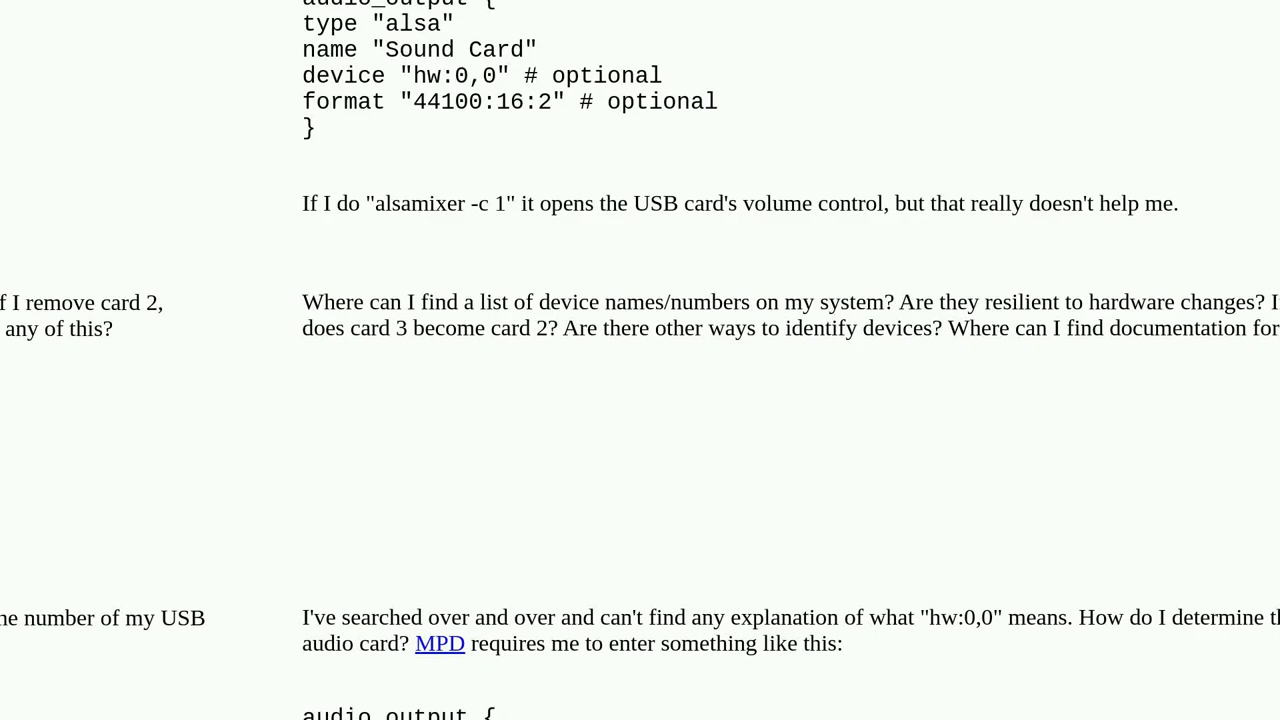 audio_output {
type "alsa"
name "Sound Card"
device "hw:0,0" # optional
format "44100:16:2" # optional
}
If I do "alsamixer -c 1" it opens the USB card's volume control, but that really doesn't help me.
f I remove card 2,
any of this?
Where can I find a list of device names/numbers on my system? Are they resilient to hardware changes? I
does card 3 become card 2? Are there other ways to identify devices? Where can I find documentation for
number of my USB
I've searched over and over and can't find any explanation of what "hw:0,0" means. How do I determine
audio card? MPD requires me to enter something like this:
audio_output {